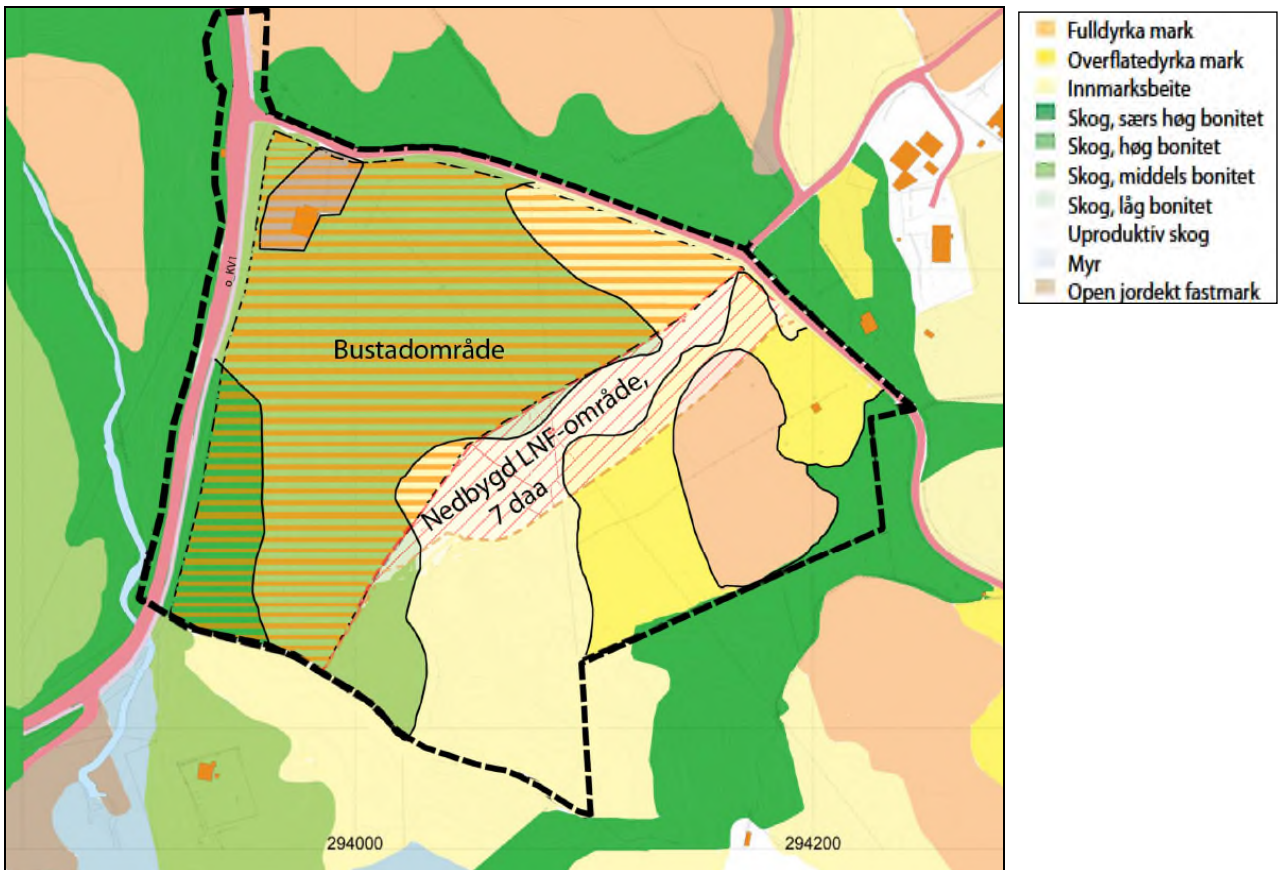 o_KV1
Bustadområde
Nedbygd LNF-område,
7 daa
294000
294200
Fulldyrka mark
Overflatedyrka mark
Innmarksbeite
Skog, særs høg bonitet
Skog, høg bonitet
Skog, middels bonitet
Skog, låg bonitet
Uproduktiv skog
Myr
Open jordekt fastmark